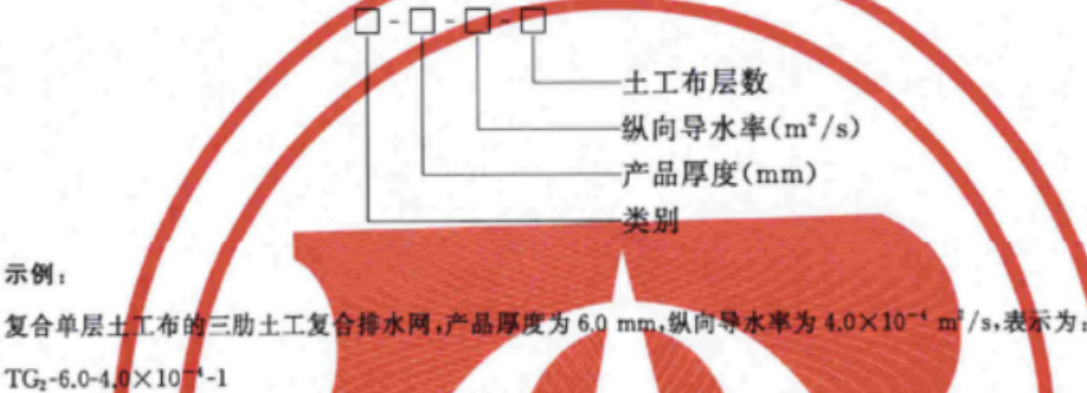 □-□-□-□
土工布层数
纵向导水率(m²/s)
产品厚度(mm)
类别
示例：
复合单层土工布的三肋土工复合排水网,产品厚度为 6.0 mm,纵向导水率为 4.0×10⁻⁴ m²/s,表示为：
TG₂-6.0-4.0×10⁻⁴-1